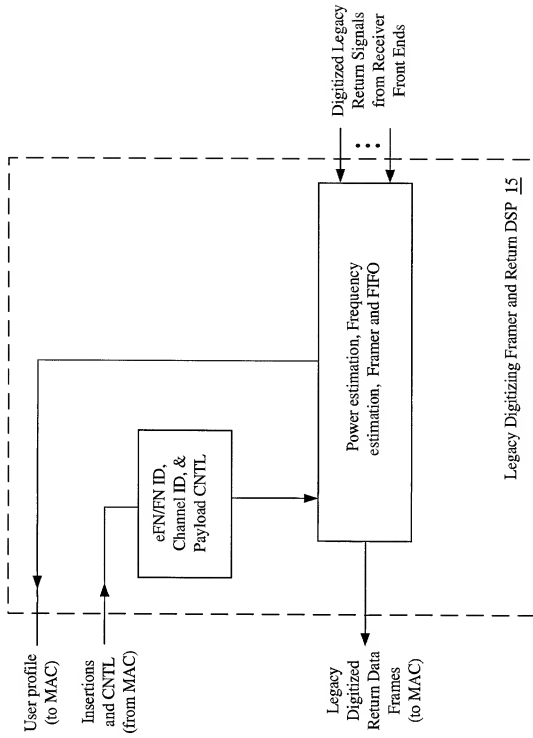 User profile
(to MAC)
Insertions
and CNTL
(from MAC)
Legacy
Digitized
Return Data
Frames
(to MAC)
eFN/FN ID,
Channel ID, &
Payload CNTL
Power estimation, Frequency
estimation, Framer and FIFO
Digitized Legacy
Return Signals
from Receiver
Front Ends
Legacy Digitizing Framer and Return DSP 15